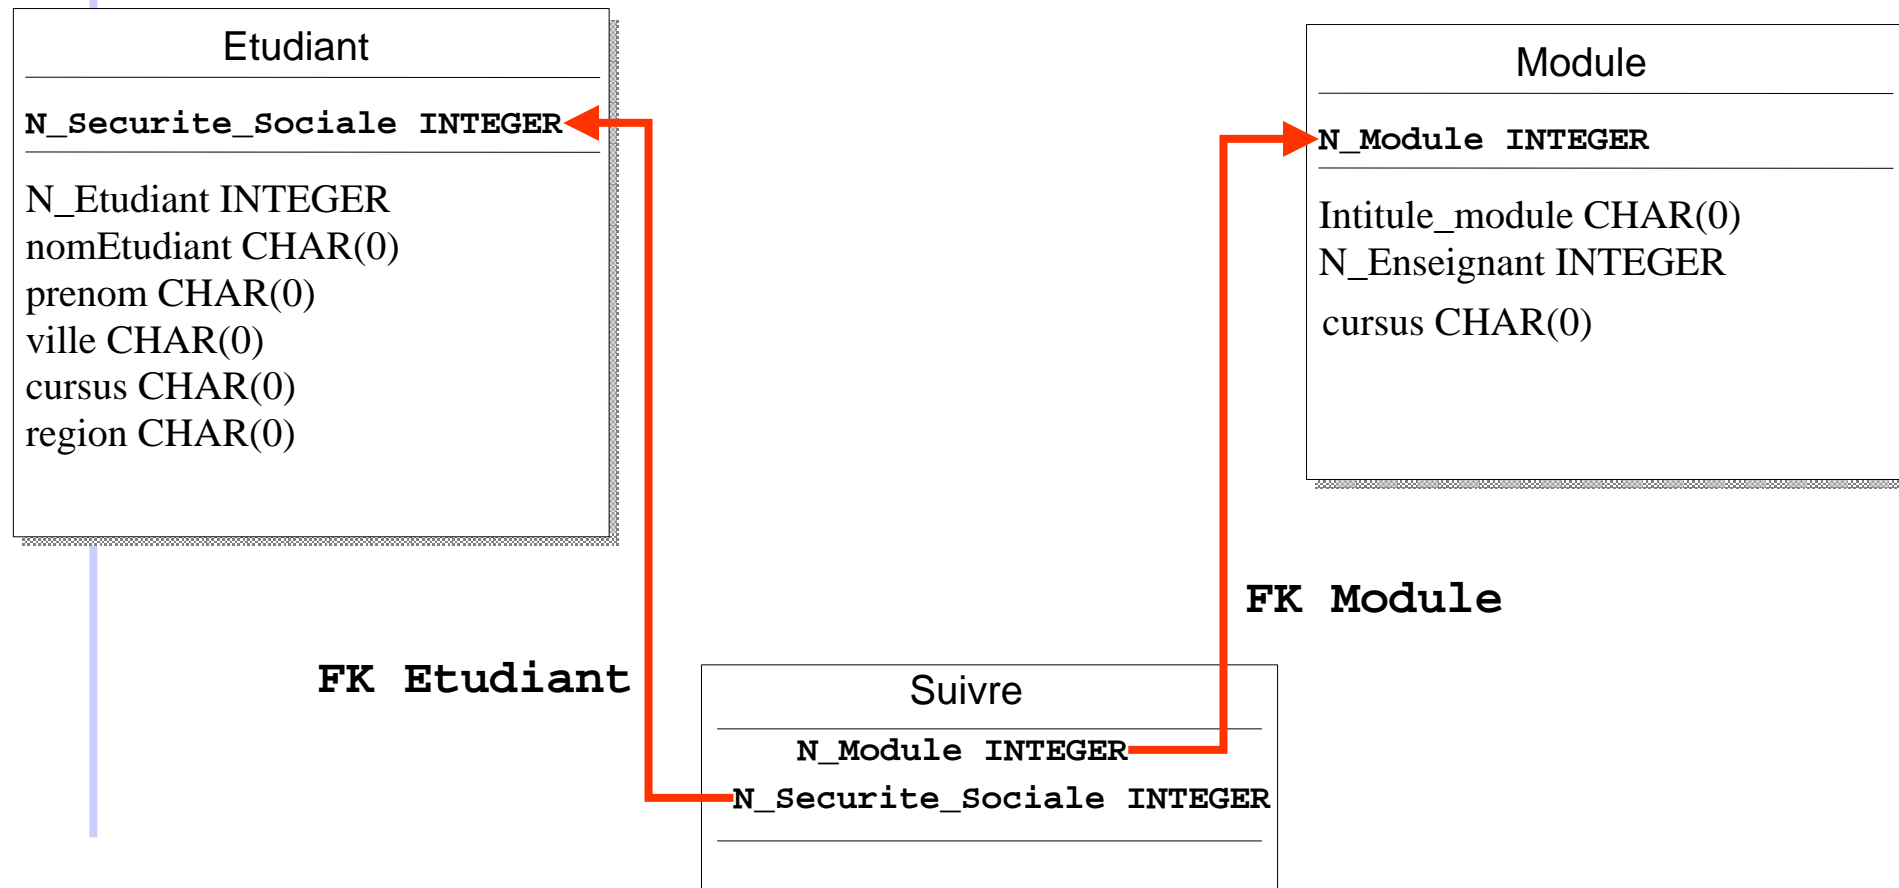 Etudiant
N_Securite_Sociale INTEGER
N_Etudiant INTEGER
nomEtudiant CHAR(0)
prenom CHAR(0)
ville CHAR(0)
cursus CHAR(0)
region CHAR(0)
Module
N_Module INTEGER
Intitule_module CHAR(0)
N_Enseignant INTEGER
cursus CHAR(0)
FK Module
FK Etudiant
Suivre
N_Module INTEGER
N_Securite_Sociale INTEGER